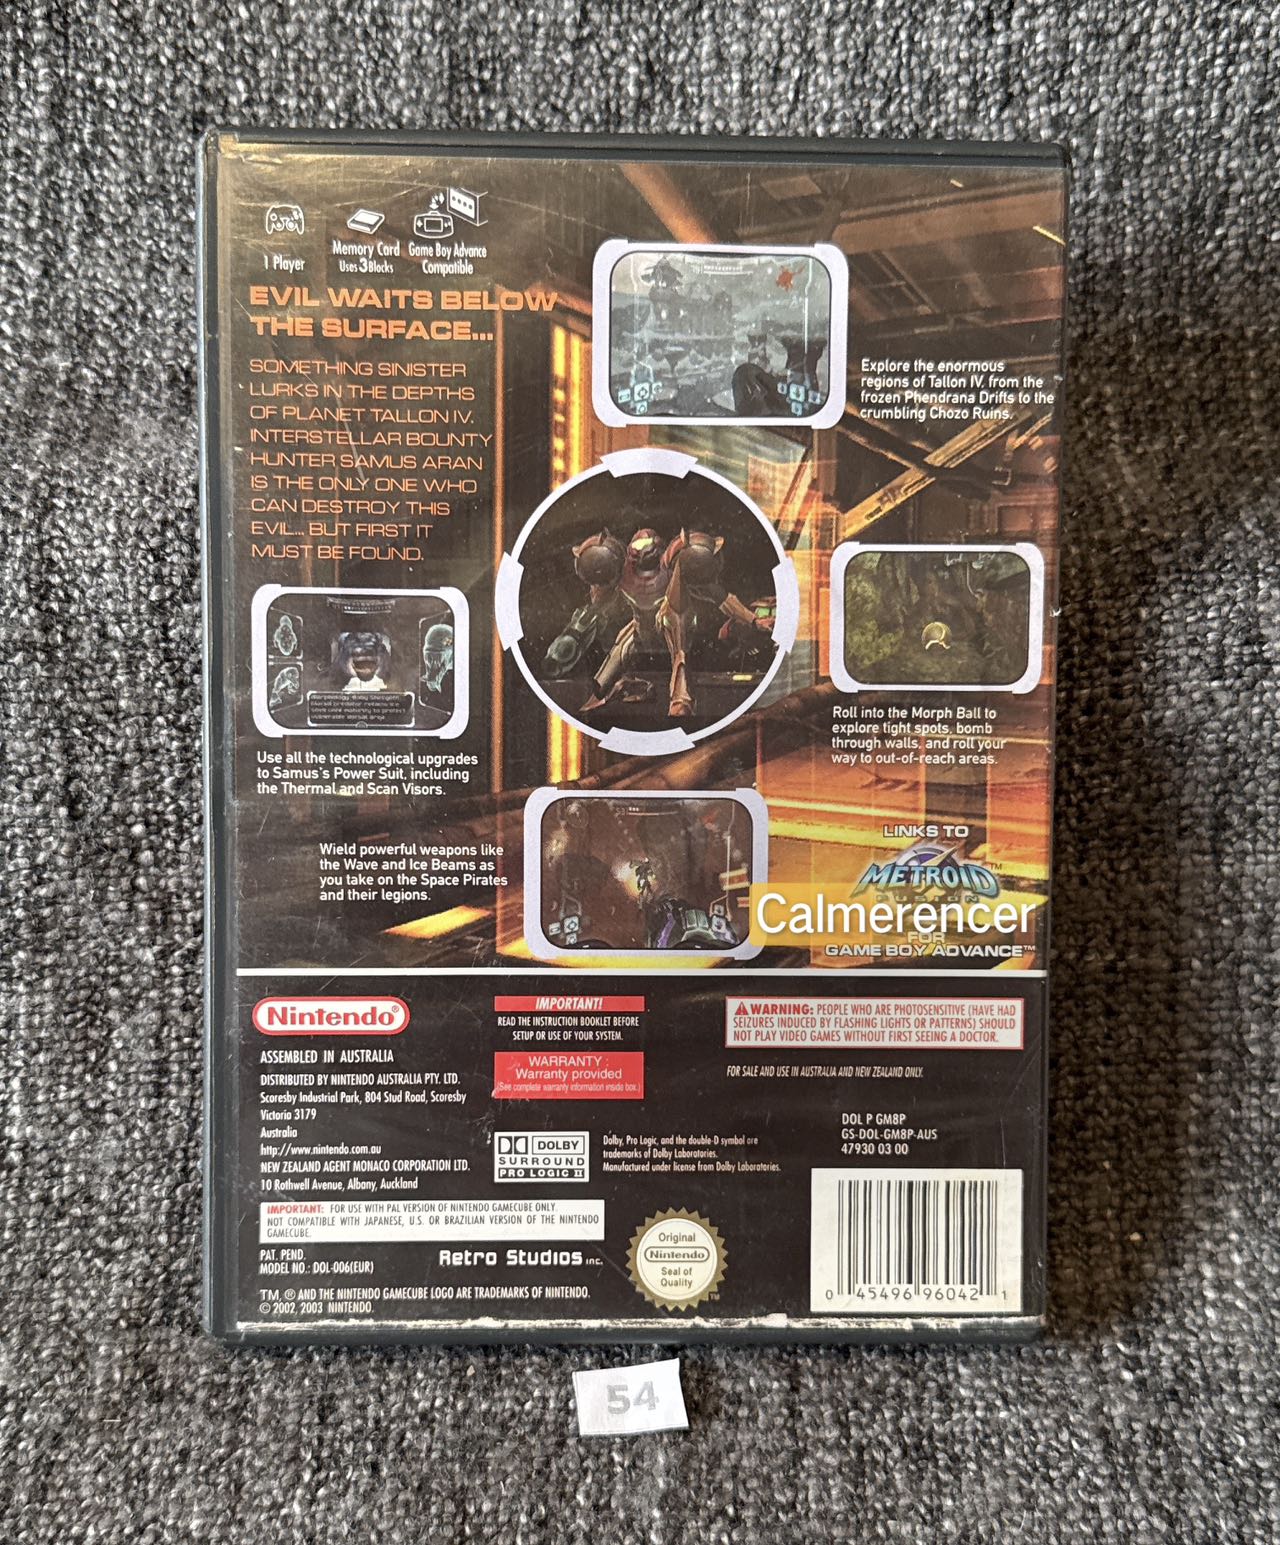 1 Player
Memory Card
Uses 3 Blocks
Game Boy Advance
Compatible
EVIL WAITS BELOW
THE SURFACE...
SOMETHING SINISTER
LURKS IN THE DEPTHS
OF PLANET TALLON IV.
INTERSTELLAR BOUNTY
HUNTER SAMUS ARAN
IS THE ONLY ONE WHO
CAN DESTROY THIS
EVIL... BUT FIRST IT
MUST BE FOUND.
Explore the enormous
regions of Tallon IV, from the
frozen Phendrana Drifts to the
crumbling Chozo Ruins.
Roll into the Morph Ball to
explore tight spots, bomb
through walls, and roll your
way to out-of-reach areas.
Use all the technological upgrades
to Samus's Power Suit, including
the Thermal and Scan Visors.
Wield powerful weapons like
the Wave and Ice Beams as
you take on the Space Pirates
and their legions.
LINKS TO
METROID™
FUSION
Calmerencer
FOR
GAME BOY ADVANCE™
Nintendo®
ASSEMBLED IN AUSTRALIA
DISTRIBUTED BY NINTENDO AUSTRALIA PTY. LTD.
Scoresby Industrial Park, 804 Stud Road, Scoresby
Victoria 3179
Australia
http://www.nintendo.com.au
NEW ZEALAND AGENT MONACO CORPORATION LTD.
10 Rothwell Avenue, Albany, Auckland
IMPORTANT: FOR USE WITH PAL VERSION OF NINTENDO GAMECUBE ONLY.
NOT COMPATIBLE WITH JAPANESE, U.S. OR BRAZILIAN VERSION OF THE NINTENDO
GAMECUBE.
PAT. PEND.
MODEL NO.: DOL-006(EUR)
TM, ® AND THE NINTENDO GAMECUBE LOGO ARE TRADEMARKS OF NINTENDO.
© 2002, 2003 NINTENDO.
IMPORTANT!
READ THE INSTRUCTION BOOKLET BEFORE
SETUP OR USE OF YOUR SYSTEM.
WARRANTY :
Warranty provided
(See complete warranty information inside box.)
WARNING: PEOPLE WHO ARE PHOTOSENSITIVE (HAVE HAD
SEIZURES INDUCED BY FLASHING LIGHTS OR PATTERNS) SHOULD
NOT PLAY VIDEO GAMES WITHOUT FIRST SEEING A DOCTOR.
FOR SALE AND USE IN AUSTRALIA AND NEW ZEALAND ONLY.
DOLBY
SURROUND
PRO LOGIC II
Dolby, Pro Logic, and the double-D symbol are
trademarks of Dolby Laboratories.
Manufactured under license from Dolby Laboratories.
Retro Studios INC.
Original
Nintendo
Seal of
Quality
TM
DOL P GM8P
GS-DOL-GM8P-AUS
47930 03 00
0 45496 96042 1
54